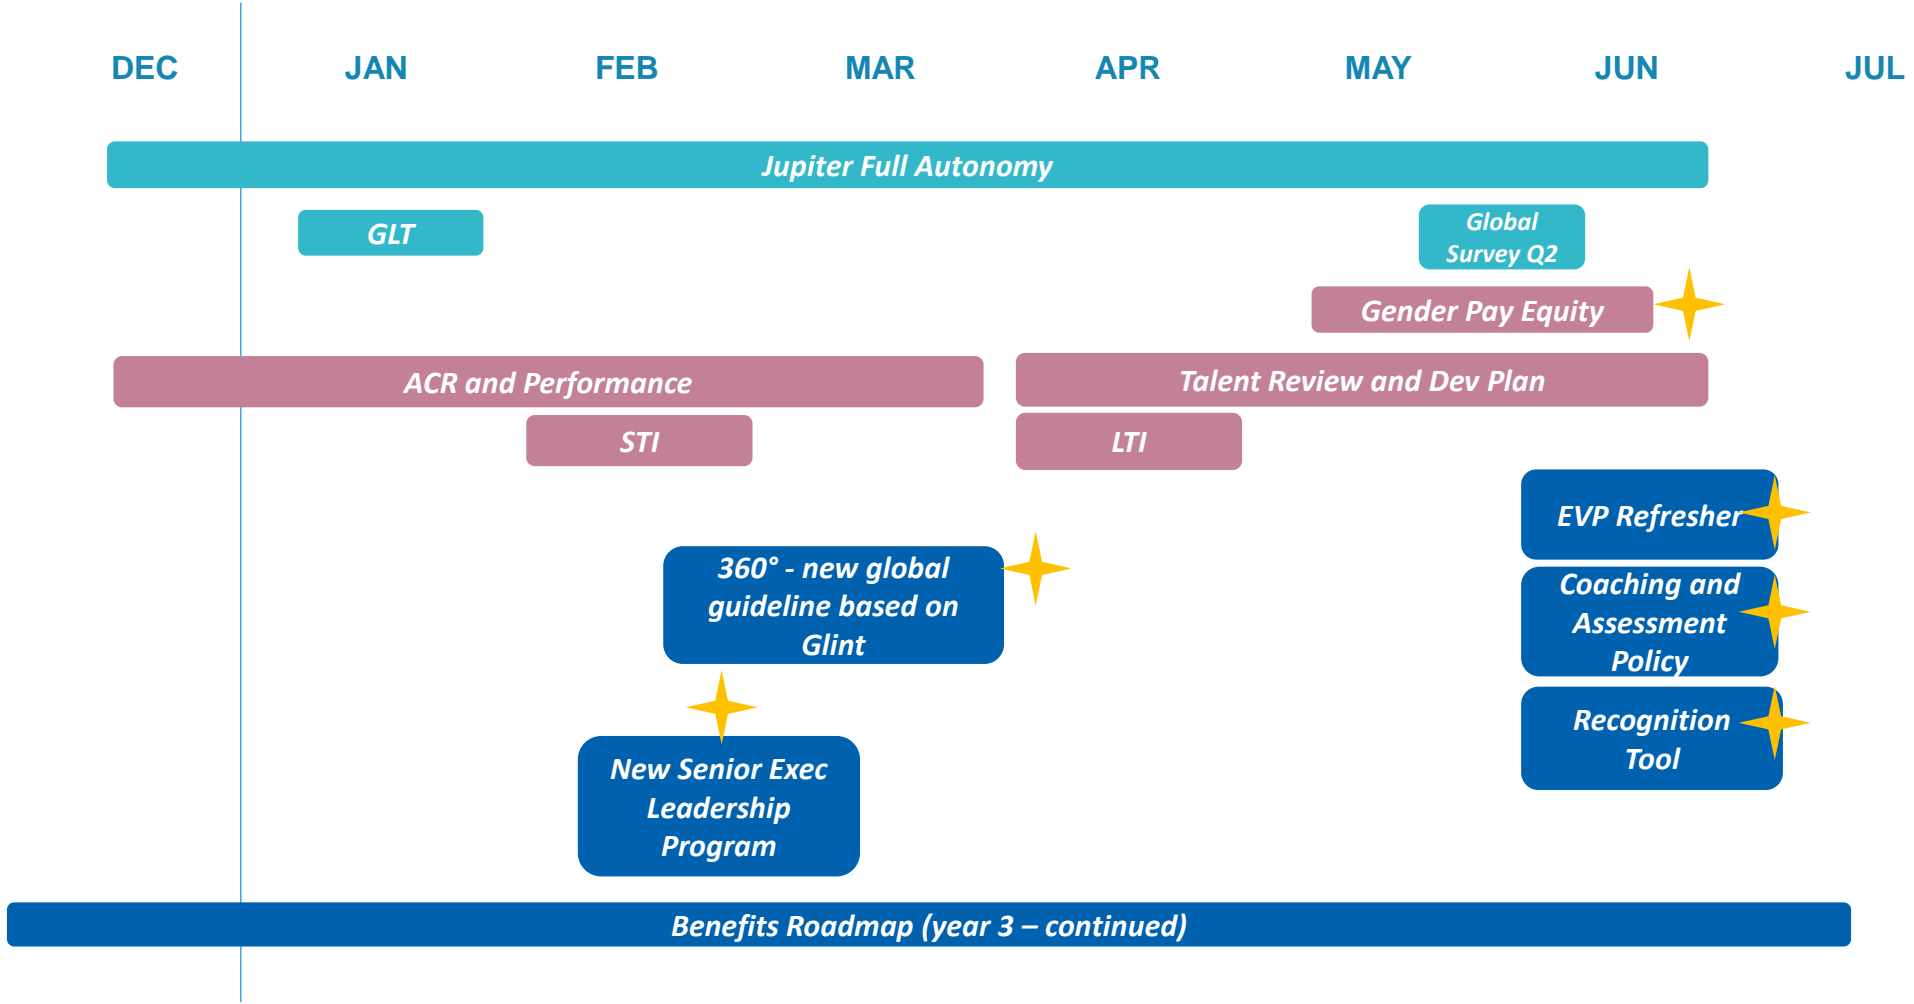 DEC JAN FEB MAR APR MAY JUN JUL
Jupiter Full Autonomy
GLT
Global
Survey Q2
Gender Pay Equity
ACR and Performance
Talent Review and Dev Plan
STI
LTI
EVP Refresher
360° - new global
guideline based on
Glint
Coaching and
Assessment
Policy
Recognition
Tool
New Senior Exec
Leadership
Program
Benefits Roadmap (year 3 – continued)